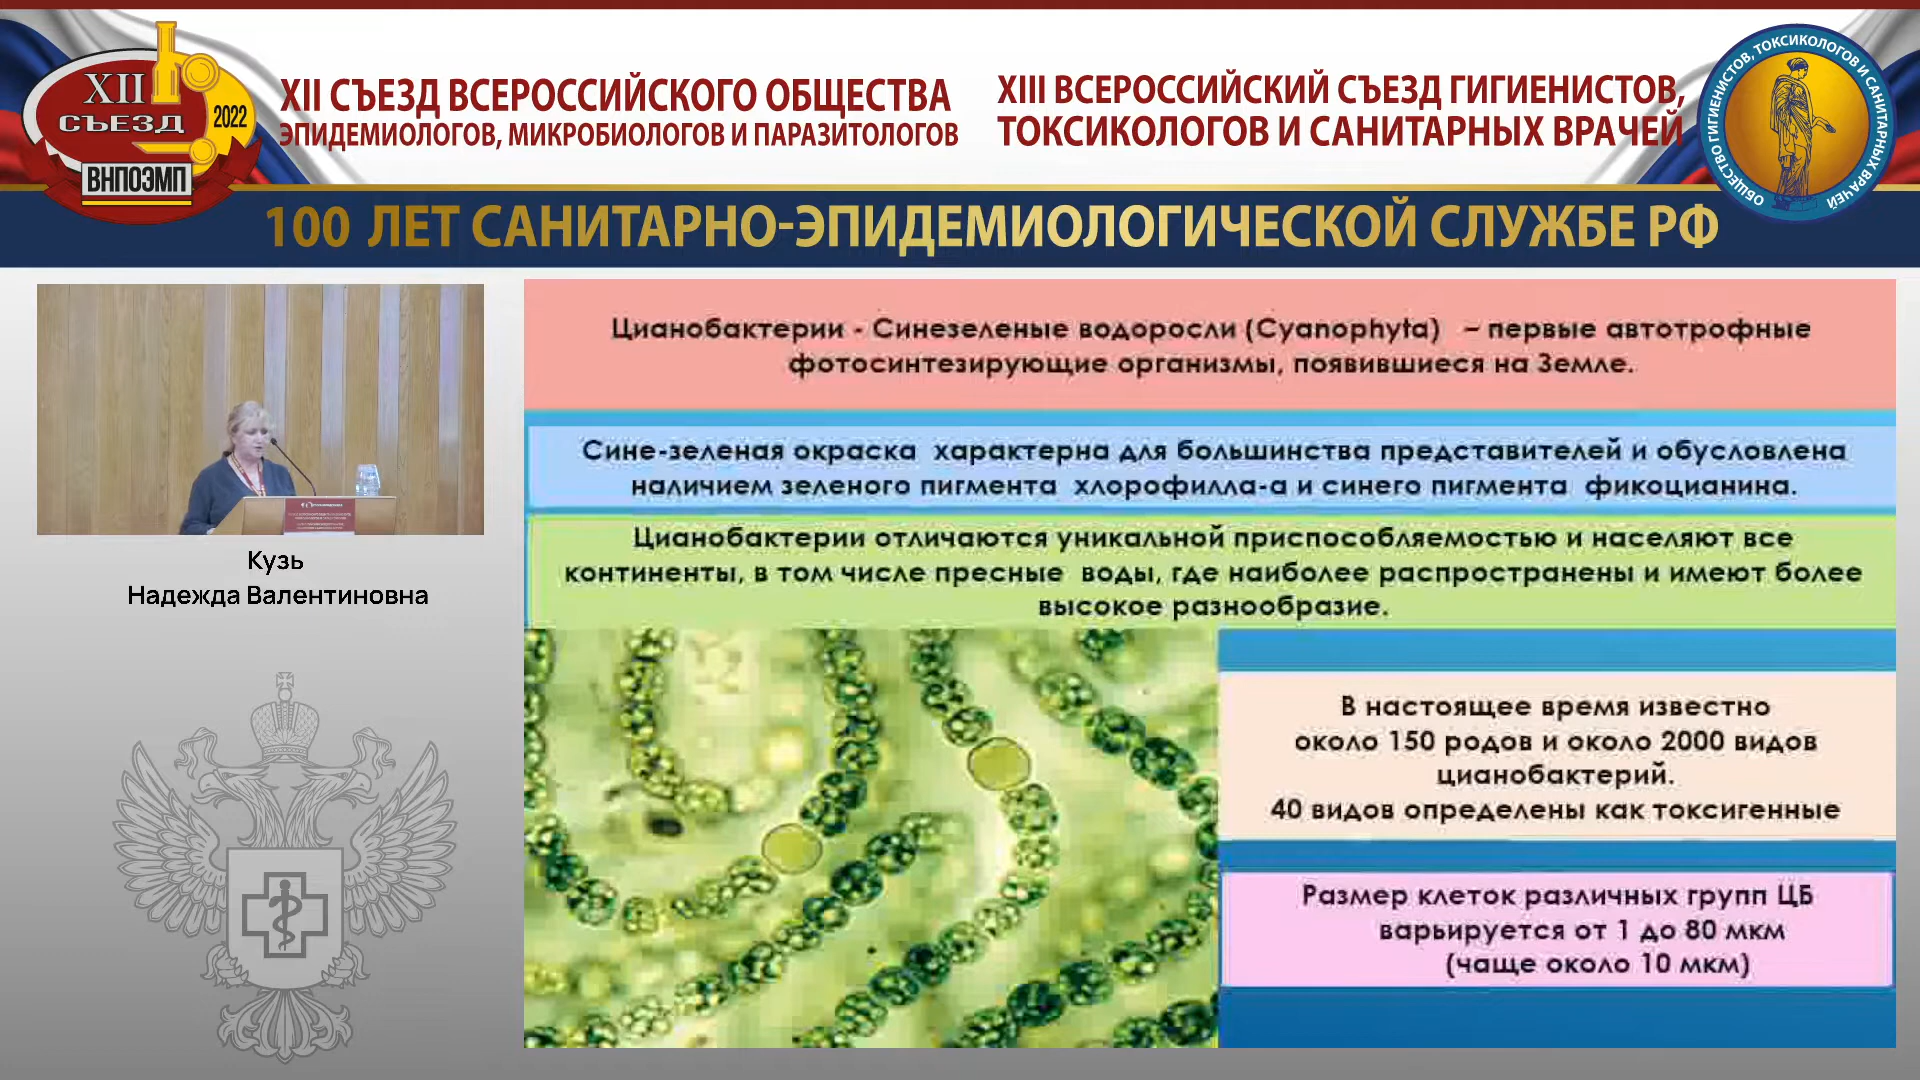 XII
СЪЕЗД
2022
ВНПОЭМП
XII СЪЕЗД ВСЕРОССИЙСКОГО ОБЩЕСТВА
ЭПИДЕМИОЛОГОВ, МИКРОБИОЛОГОВ И ПАРАЗИТОЛОГОВ
XIII ВСЕРОССИЙСКИЙ СЪЕЗД ГИГИЕНИСТОВ,
ТОКСИКОЛОГОВ И САНИТАРНЫХ ВРАЧЕЙ
ОБЩЕСТВО ГИГИЕНИСТОВ, ТОКСИКОЛОГОВ И САНИТАРНЫХ ВРАЧЕЙ
100 ЛЕТ САНИТАРНО-ЭПИДЕМИОЛОГИЧЕСКОЙ СЛУЖБЕ РФ
Кузь
Надежда Валентиновна
Цианобактерии - Синезеленые водоросли (Cyanophyta) – первые автотрофные
фотосинтезирующие организмы, появившиеся на Земле.
Сине-зеленая окраска характерна для большинства представителей и обусловлена
наличием зеленого пигмента хлорофилла-а и синего пигмента фикоцианина.
Цианобактерии отличаются уникальной приспособляемостью и населяют все
континенты, в том числе пресные воды, где наиболее распространены и имеют более
высокое разнообразие.
В настоящее время известно
около 150 родов и около 2000 видов
цианобактерий.
40 видов определены как токсигенные
Размер клеток различных групп ЦБ
варьируется от 1 до 80 мкм
(чаще около 10 мкм)